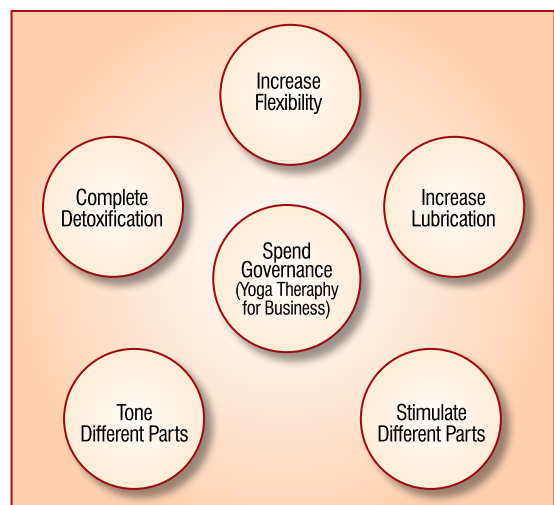 Increase
Flexibility
Complete
Detoxification
Increase
Lubrication
Spend
Governance
(Yoga Theraphy
for Business)
Tone
Different Parts
Stimulate
Different Parts